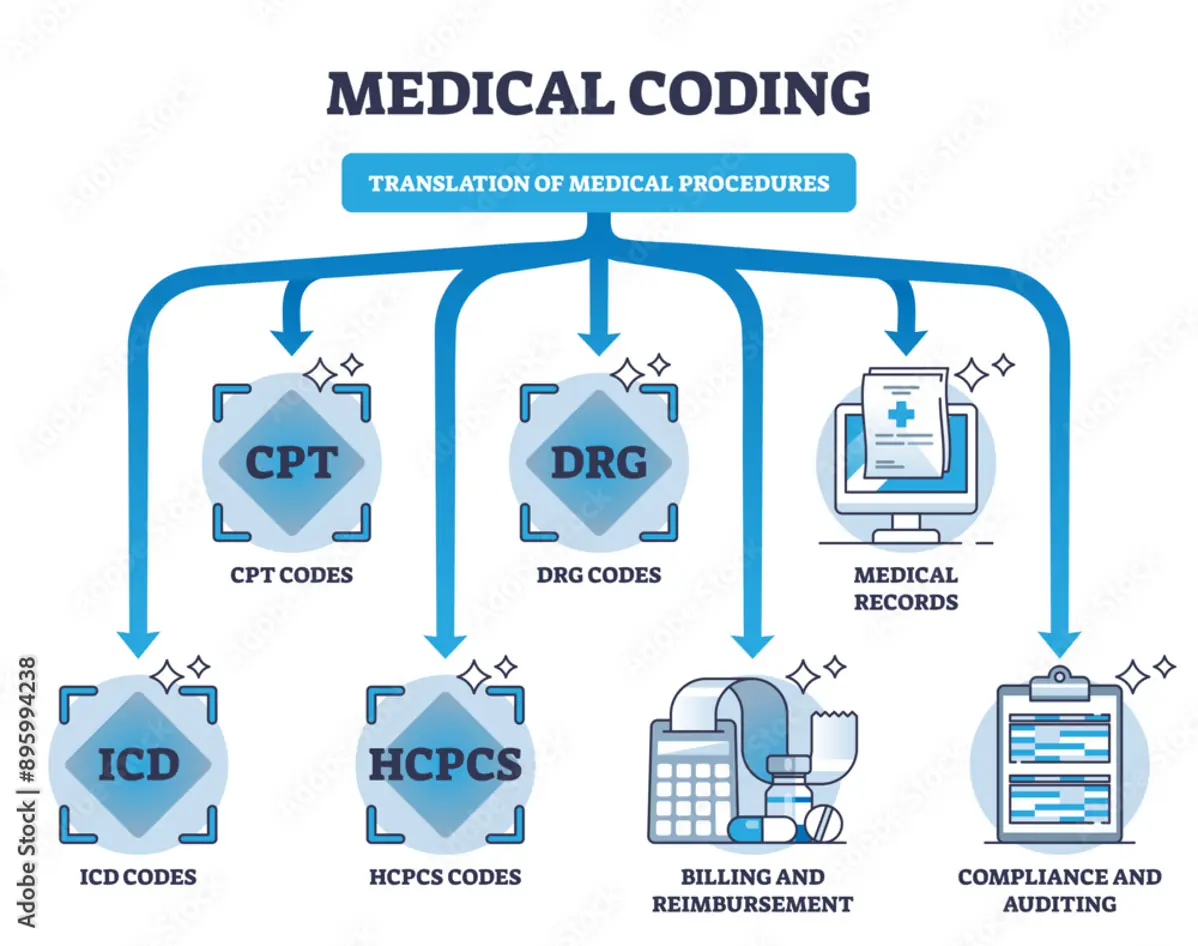 MEDICAL CODING
TRANSLATION OF MEDICAL PROCEDURES
CPT
DRG
CPT CODES
DRG CODES
MEDICAL
RECORDS
ICD
HCPCS
ICD CODES
HCPCS CODES
BILLING AND
REIMBURSEMENT
COMPLIANCE AND
AUDITING
Adobe Stock | #895994238